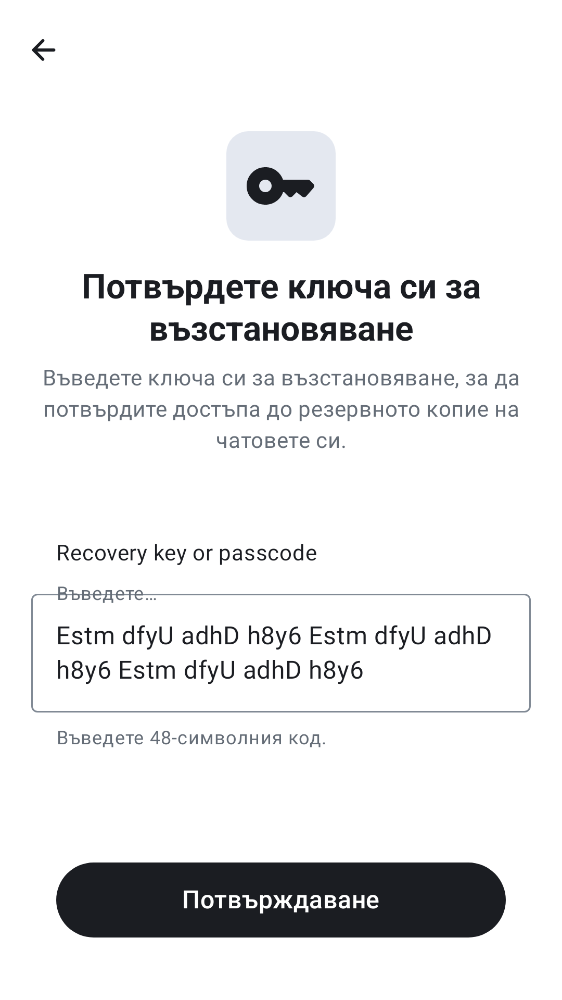 Потвърдете ключа си за
възстановяване
Въведете ключа си за възстановяване, за да
потвърдите достъпа до резервното копие на
чатовете си.
Recovery key or passcode
Въведете…
Estm dfyU adhD h8y6 Estm dfyU adhD
h8y6 Estm dfyU adhD h8y6
Въведете 48-символния код.
Потвърждаване